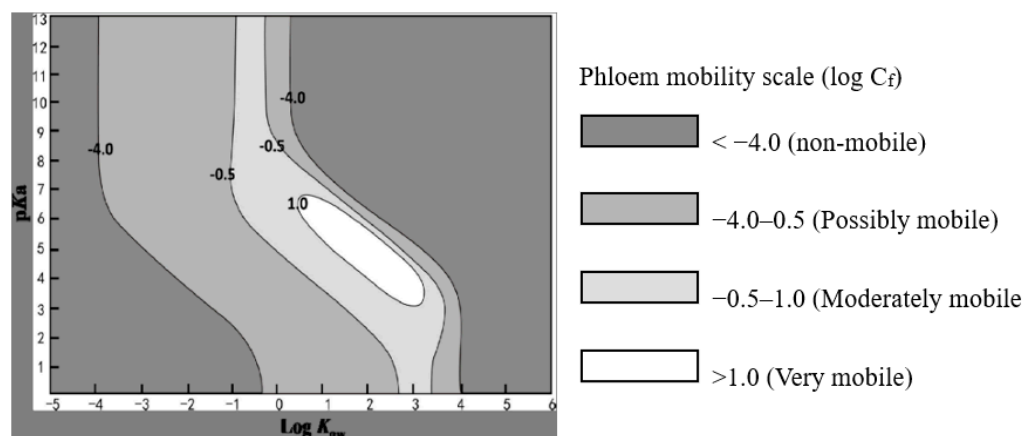 13
12
11
10
9
8
7
6
5
4
3
2
1
pKa
-4.0
-0.5
1.0
-0.5
-4.0
-5 -4 -3 -2 -1 0 1 2 3 4 5 6
Log Kow
Phloem mobility scale (log Cf)
< −4.0 (non-mobile)
−4.0–0.5 (Possibly mobile)
−0.5–1.0 (Moderately mobile
>1.0 (Very mobile)